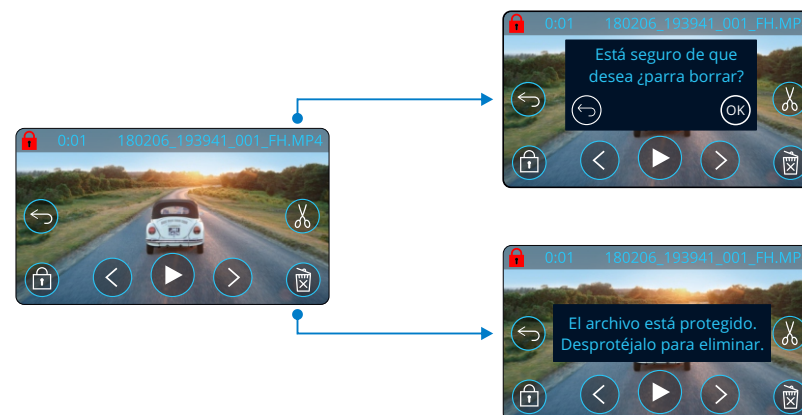 0:01 180206_193941_001_FH.MP4
0:01 180206_193941_001_FH.MP
Está seguro de que
desea ¿parra borrar?
OK
0:01 180206_193941_001_FH.MP
El archivo está protegido.
Desprotéjalo para eliminar.